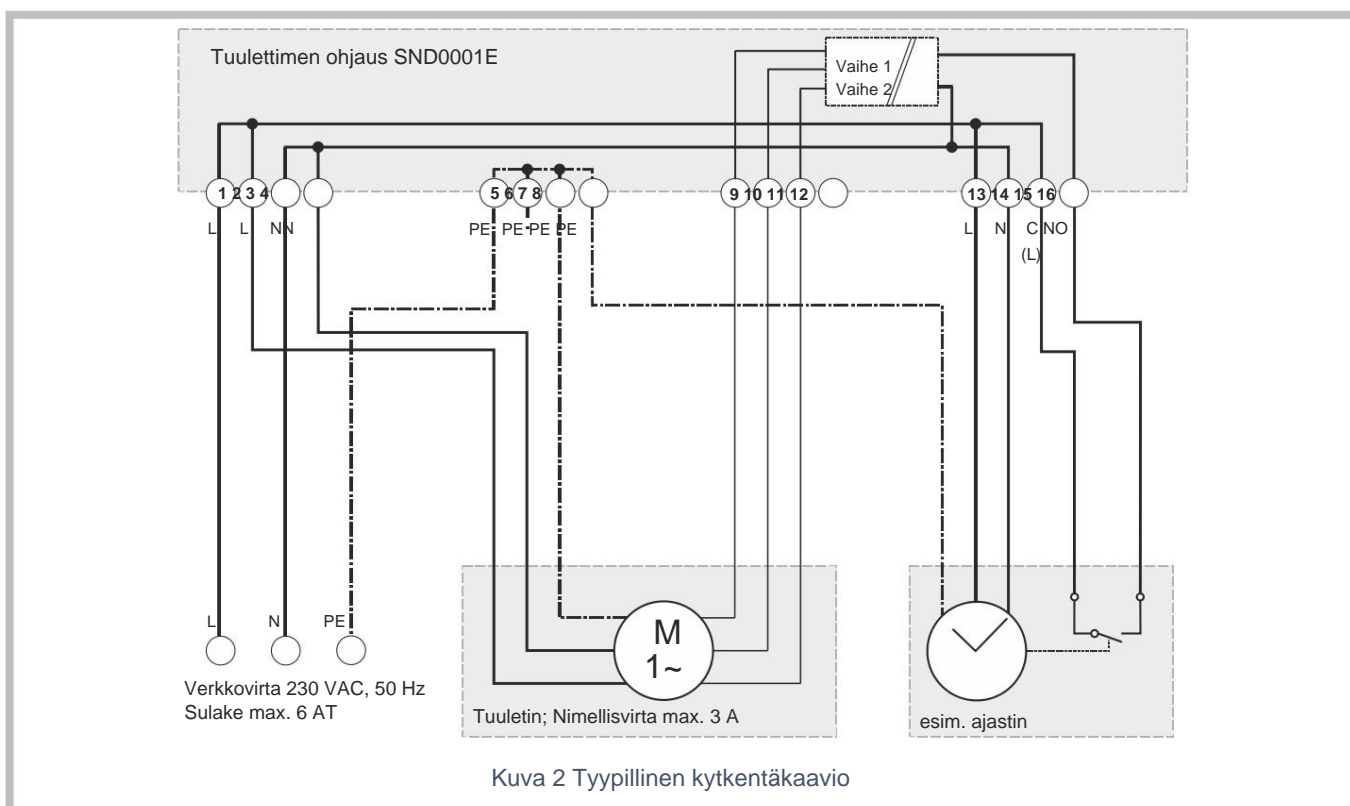 Tuulettimen ohjaus SND0001E
Vaihe 1
Vaihe 2
1 2 3 4 5 6 7 8 9 10 11 12 13 14 15 16
L L NN PE PE PE PE L N C NO
(L)
L N PE
M
1~
Verkkovirta 230 VAC, 50 Hz
Sulake max. 6 AT
Tuuletin; Nimellisvirta max. 3 A
esim. ajastin
Kuva 2 Tyypillinen kytkentäkaavio